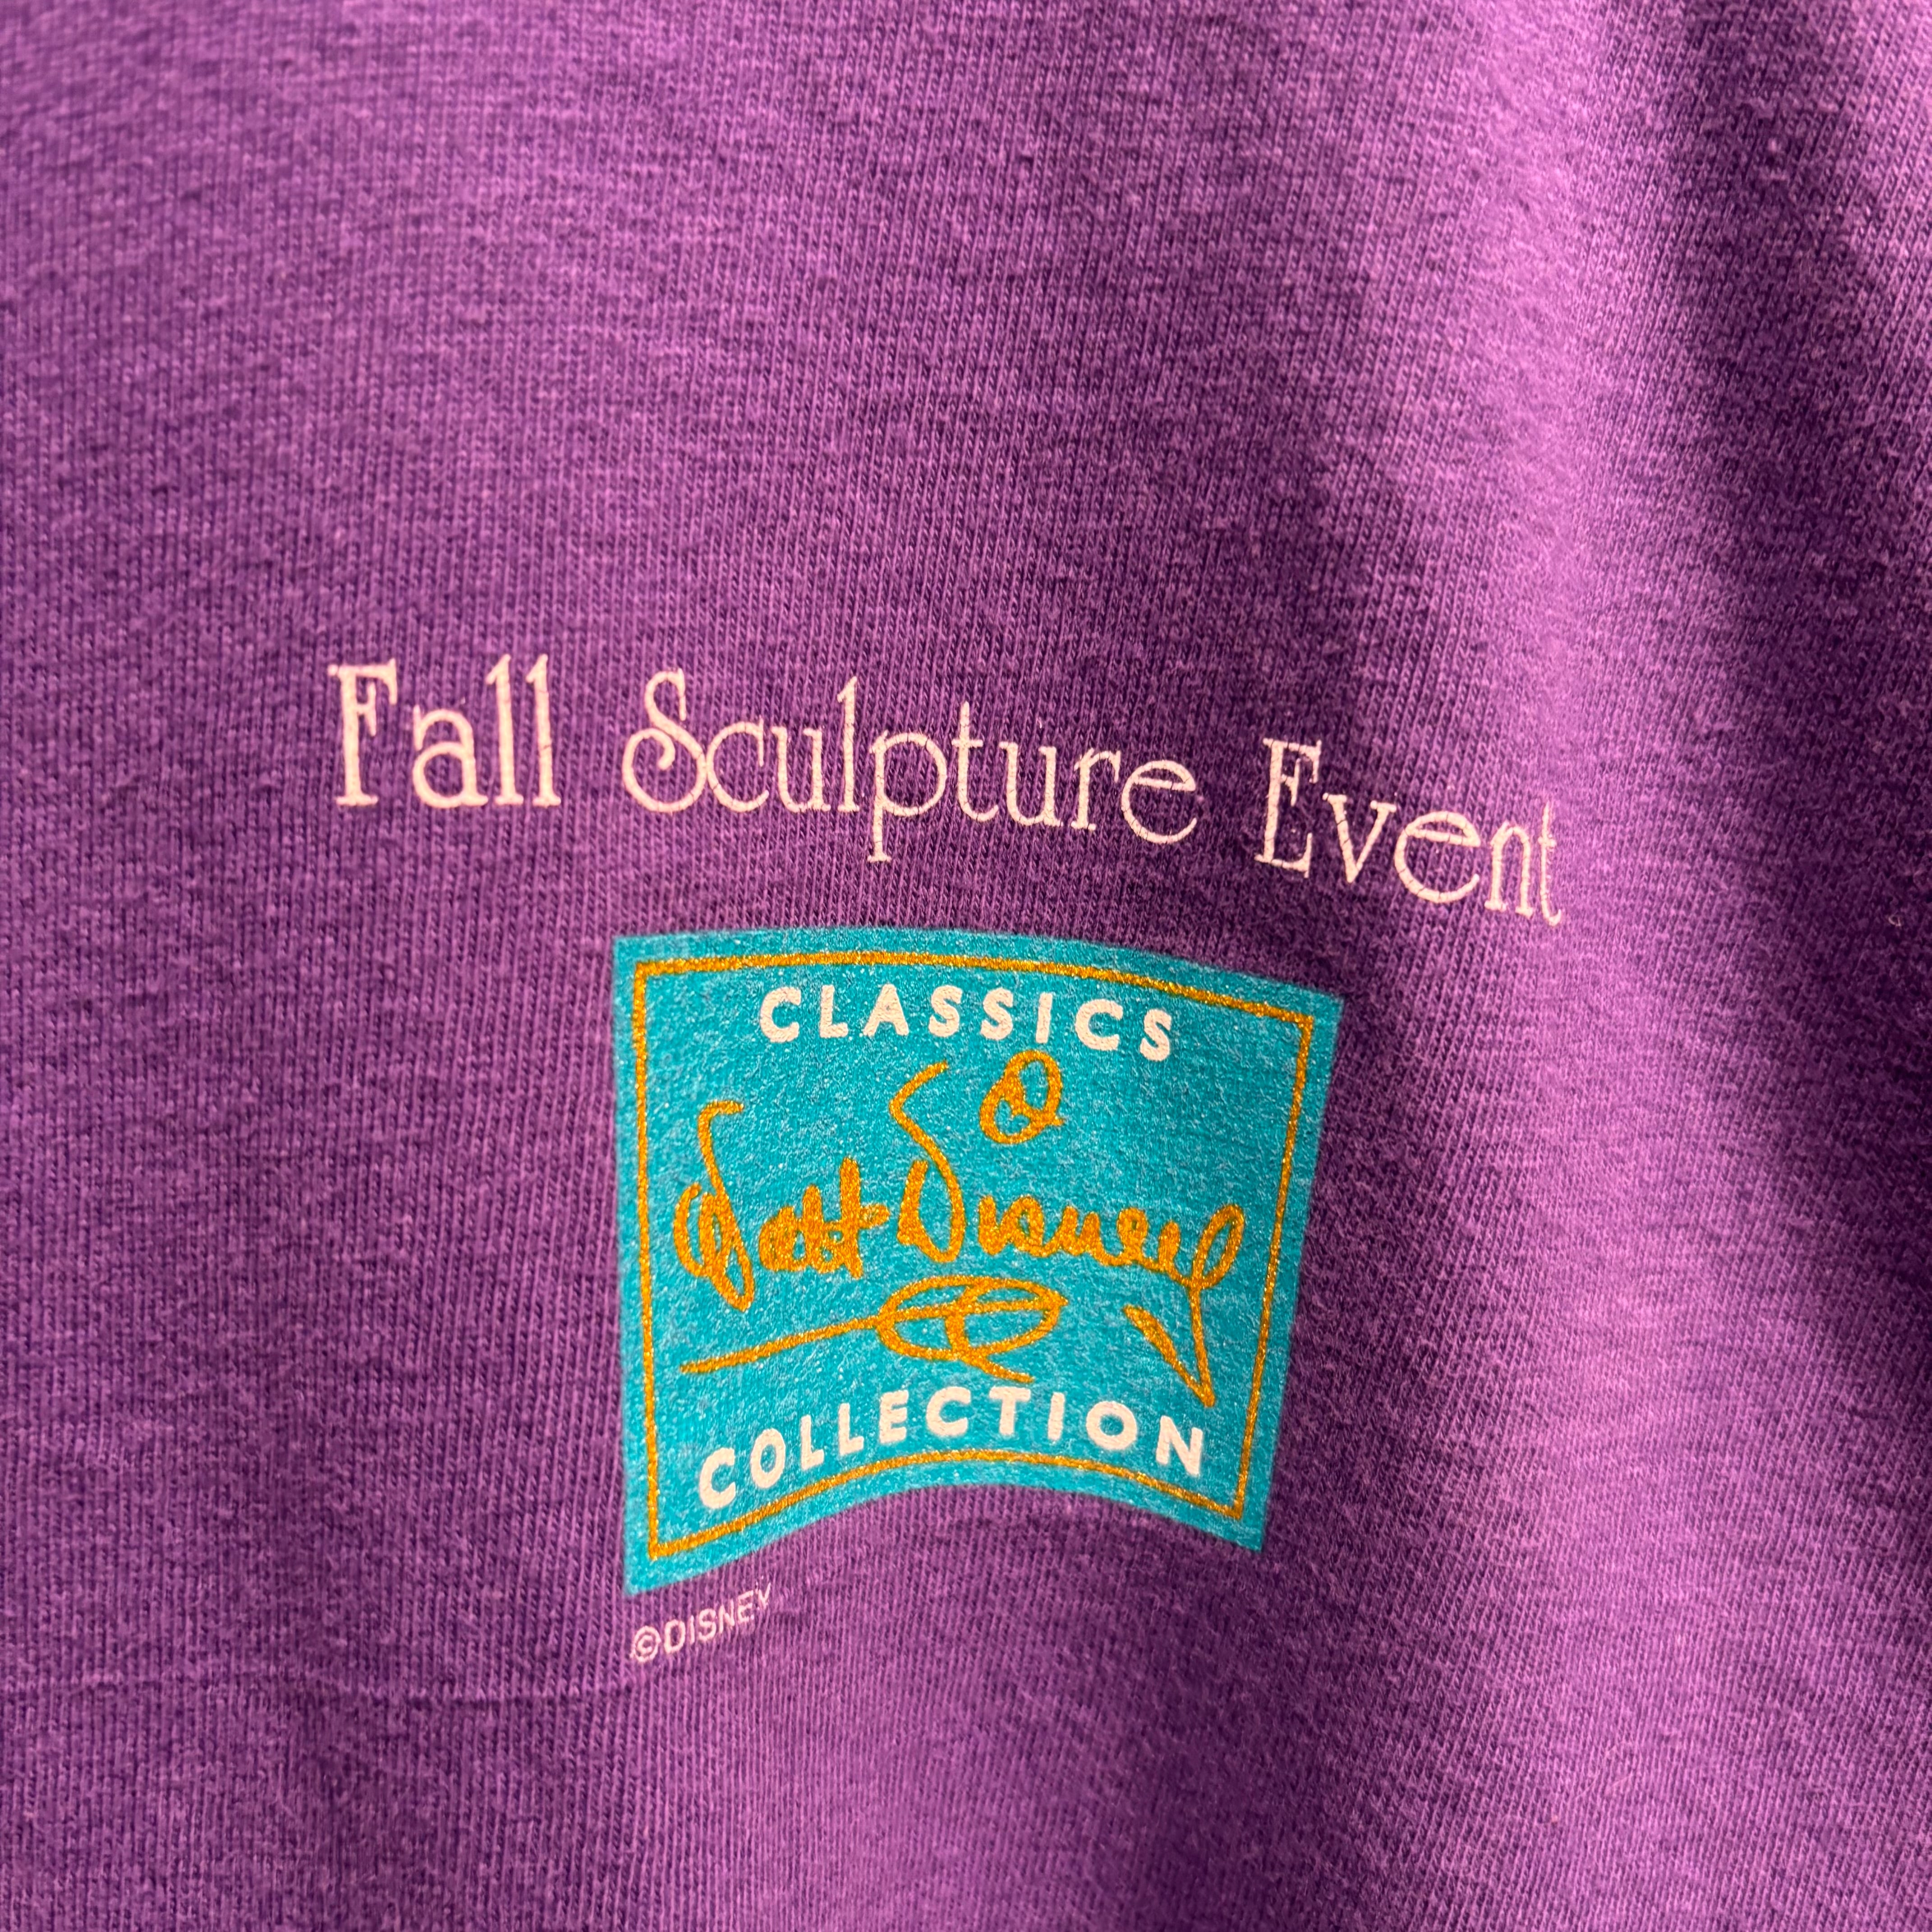 Fall Sculpture Event
CLASSICS
Walt Disney
COLLECTION
©DISNEY